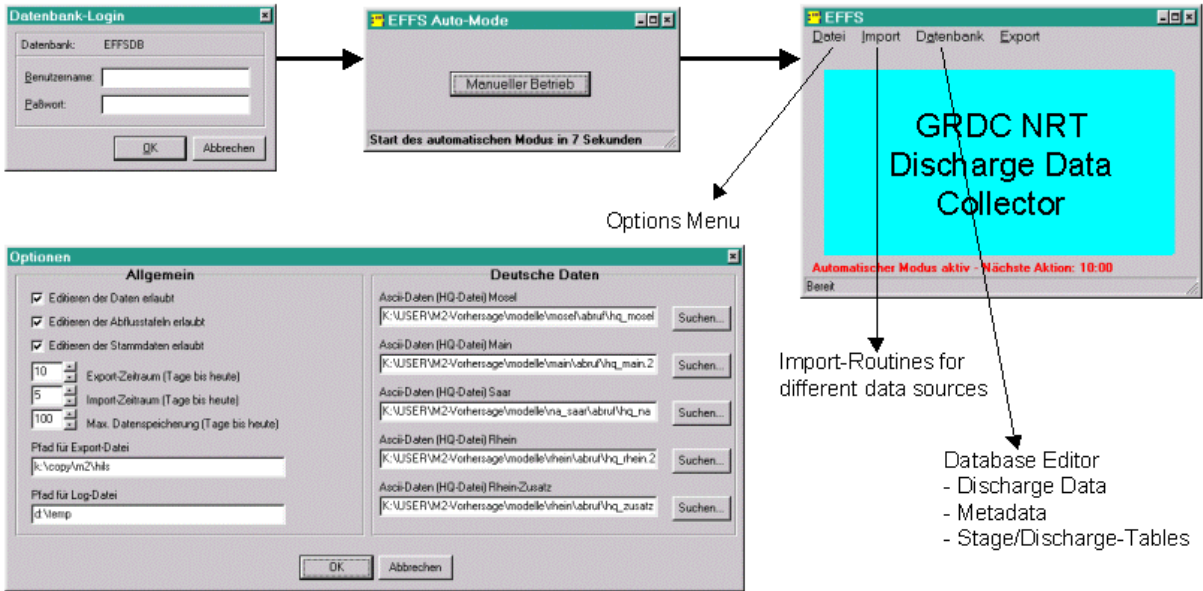 Datenbank-Login
Datenbank: EFFSDB
Benutzername:
Paßwort:
OK Abbrechen
EFFS Auto-Mode
Manueller Betrieb
Start des automatischen Modus in 7 Sekunden
EFFS
Datei Import Datenbank Export
GRDC NRT
Discharge Data
Collector
Automatischer Modus aktiv - Nächste Aktion: 10:00
Bereit
Options Menu
Import-Routines for
different data sources
Database Editor
- Discharge Data
- Metadata
- Stage/Discharge-Tables
Optionen
Allgemein
Editieren der Daten erlaubt
Editieren der Abflusstafeln erlaubt
Editieren der Stammdaten erlaubt
10 Export-Zeitraum (Tage bis heute)
5 Import-Zeitraum (Tage bis heute)
100 Max. Datenspeicherung (Tage bis heute)
Pfad für Export-Datei
k:\copy\m2\hils
Pfad für Log-Datei
d:\temp
Deutsche Daten
Ascii-Daten (HQ-Datei) Mosel
K:\USER\M2-Vorhersage\modelle\mosel\abruf\hq_mosel Suchen...
Ascii-Daten (HQ-Datei) Main
K:\USER\M2-Vorhersage\modelle\main\abruf\hq_main.2 Suchen...
Ascii-Daten (HQ-Datei) Saar
K:\USER\M2-Vorhersage\modelle\na_saar\abruf\hq_na Suchen...
Ascii-Daten (HQ-Datei) Rhein
K:\USER\M2-Vorhersage\modelle\rhein\abruf\hq_rhein.2 Suchen...
Ascii-Daten (HQ-Datei) Rhein-Zusatz
K:\USER\M2-Vorhersage\modelle\rhein\abruf\hq_zusatz Suchen...
OK Abbrechen